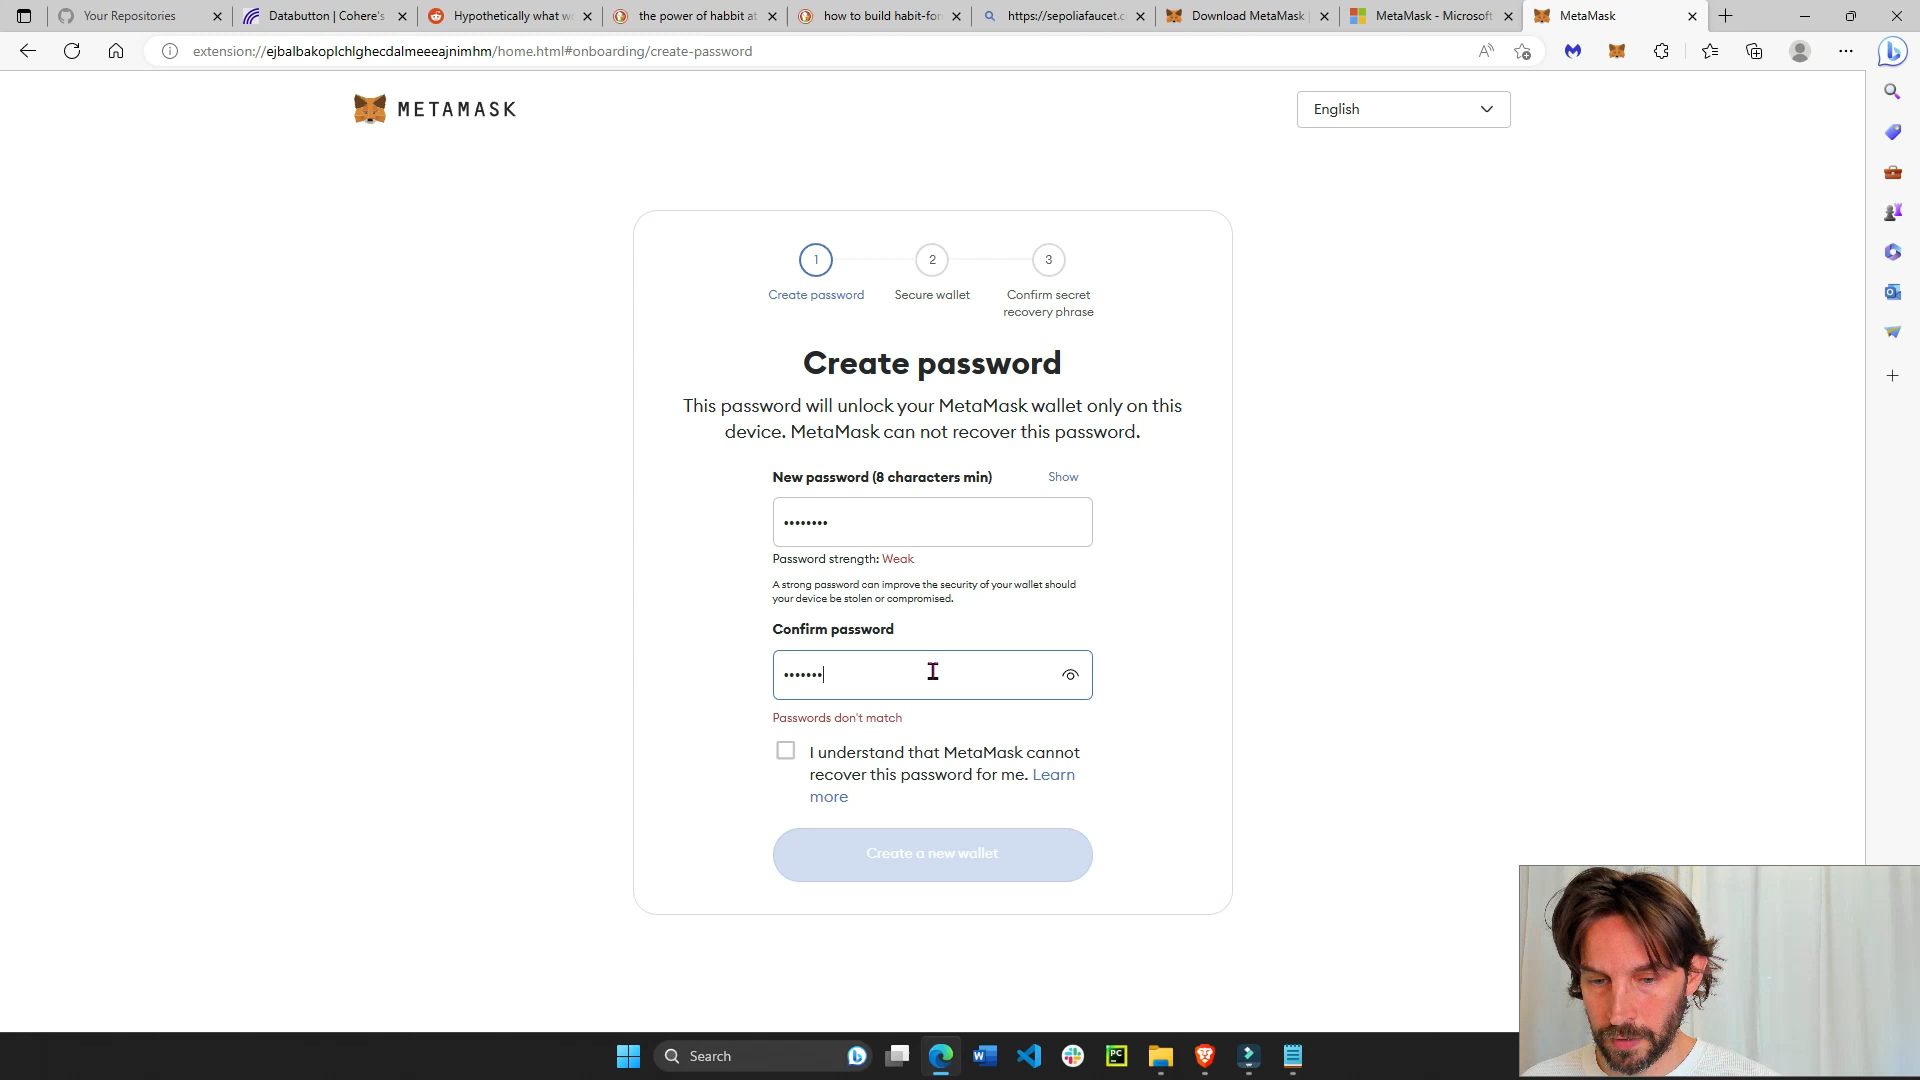 Your Repositories
Databutton | Cohere's
Hypothetically what w
the power of habbit at
how to build habit-for
https://sepoliafaucet.c
Download MetaMask |
MetaMask - Microsoft
MetaMask
extension://ejbalbakoplchlghecdalmeeeajnimhm/home.html#onboarding/create-password
METAMASK
English
1
2
3
Create password
Secure wallet
Confirm secret
recovery phrase
Create password
This password will unlock your MetaMask wallet only on this
device. MetaMask can not recover this password.
New password (8 characters min)
Show
••••••••
Password strength: Weak
A strong password can improve the security of your wallet should
your device be stolen or compromised.
Confirm password
•••••••
Passwords don't match
I understand that MetaMask cannot
recover this password for me. Learn
more
Create a new wallet
Search